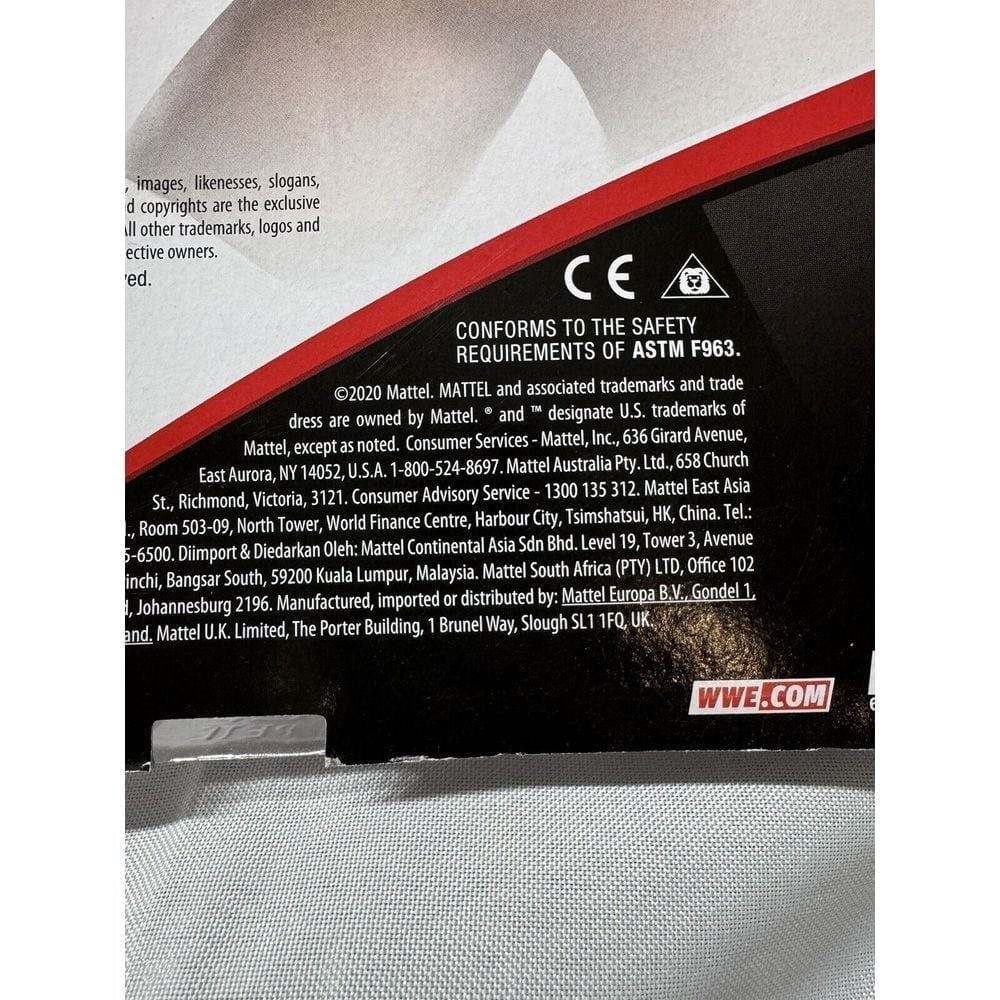 , images, likenesses, slogans,
d copyrights are the exclusive
ll other trademarks, logos and
ective owners.
ed.
CE
CONFORMS TO THE SAFETY
REQUIREMENTS OF ASTM F963.
©2020 Mattel. MATTEL and associated trademarks and trade
dress are owned by Mattel. ® and ™ designate U.S. trademarks of
Mattel, except as noted. Consumer Services - Mattel, Inc., 636 Girard Avenue,
East Aurora, NY 14052, U.S.A. 1-800-524-8697. Mattel Australia Pty. Ltd., 658 Church
St., Richmond, Victoria, 3121. Consumer Advisory Service - 1300 135 312. Mattel East Asia
., Room 503-09, North Tower, World Finance Centre, Harbour City, Tsimshatsui, HK, China. Tel.:
5-6500. Diimport & Diedarkan Oleh: Mattel Continental Asia Sdn Bhd. Level 19, Tower 3, Avenue
inchi, Bangsar South, 59200 Kuala Lumpur, Malaysia. Mattel South Africa (PTY) LTD, Office 102
, Johannesburg 2196. Manufactured, imported or distributed by: Mattel Europa B.V., Gondel 1,
and. Mattel U.K. Limited, The Porter Building, 1 Brunel Way, Slough SL1 1FQ, UK.
WWE.COM